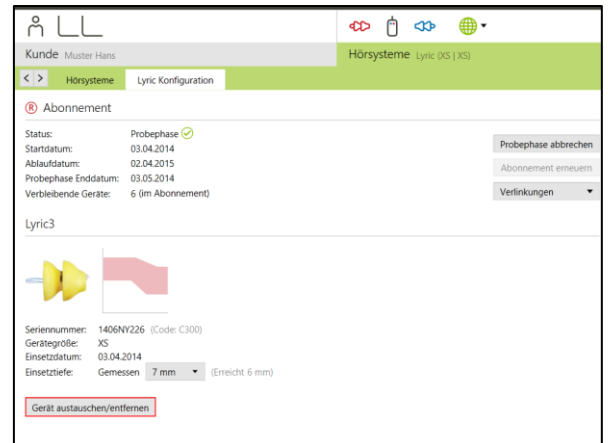 Kunde Muster Hans
Hörsysteme Lyric (XS | XS)
< > Hörsysteme Lyric Konfiguration
R Abonnement
Status: Probephase
Startdatum: 03.04.2014
Ablaufdatum: 02.04.2015
Probephase Enddatum: 03.05.2014
Verbleibende Geräte: 6 (im Abonnement)
Probephase abbrechen
Abonnement erneuern
Verlinkungen
Lyric3
Seriennummer: 1406NY226 (Code: C300)
Gerätegröße: XS
Einsetzdatum: 03.04.2014
Einsetztiefe: Gemessen 7 mm (Erreicht 6 mm)
Gerät austauschen/entfernen